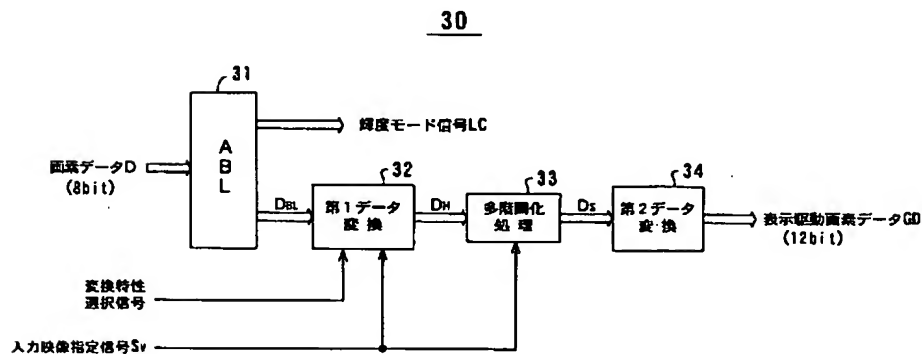 30
31
ABL
輝度モード信号LC
画素データD
(8bit)
32
DBL
第1データ
変換
DH
33
多階調化
処理
DS
34
第2データ
変換
表示駆動画素データGD
(12bit)
変換特性
選択信号
入力映像指定信号Sv